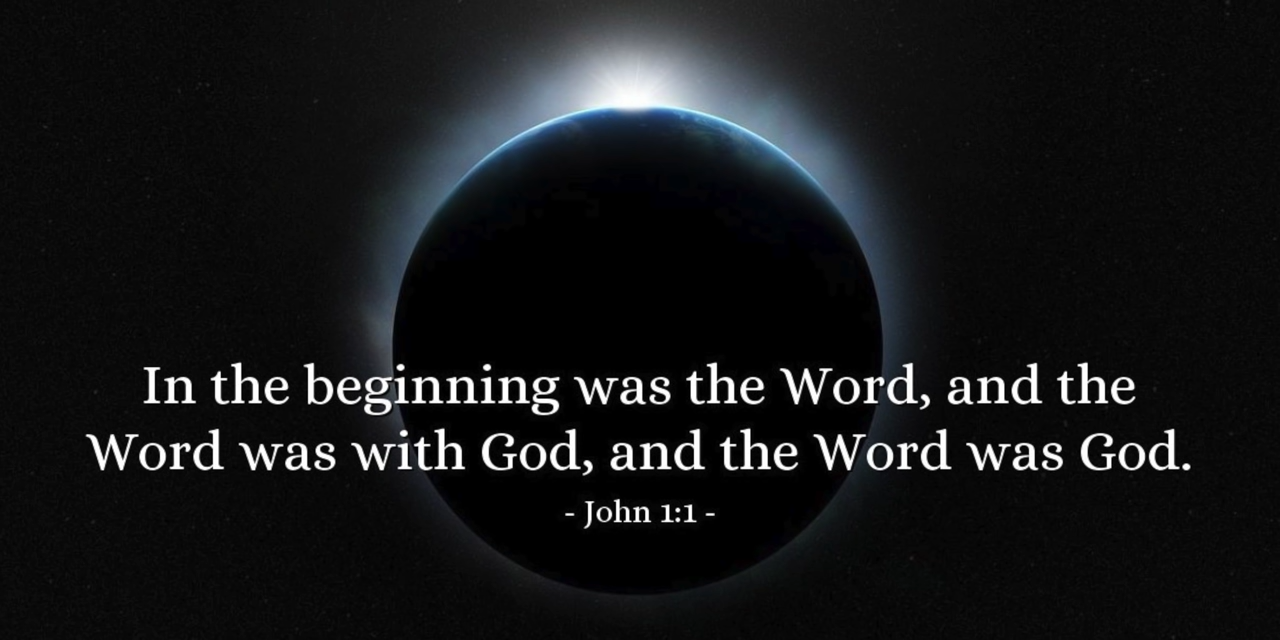 In the beginning was the Word, and the
Word was with God, and the Word was God.
- John 1:1 -